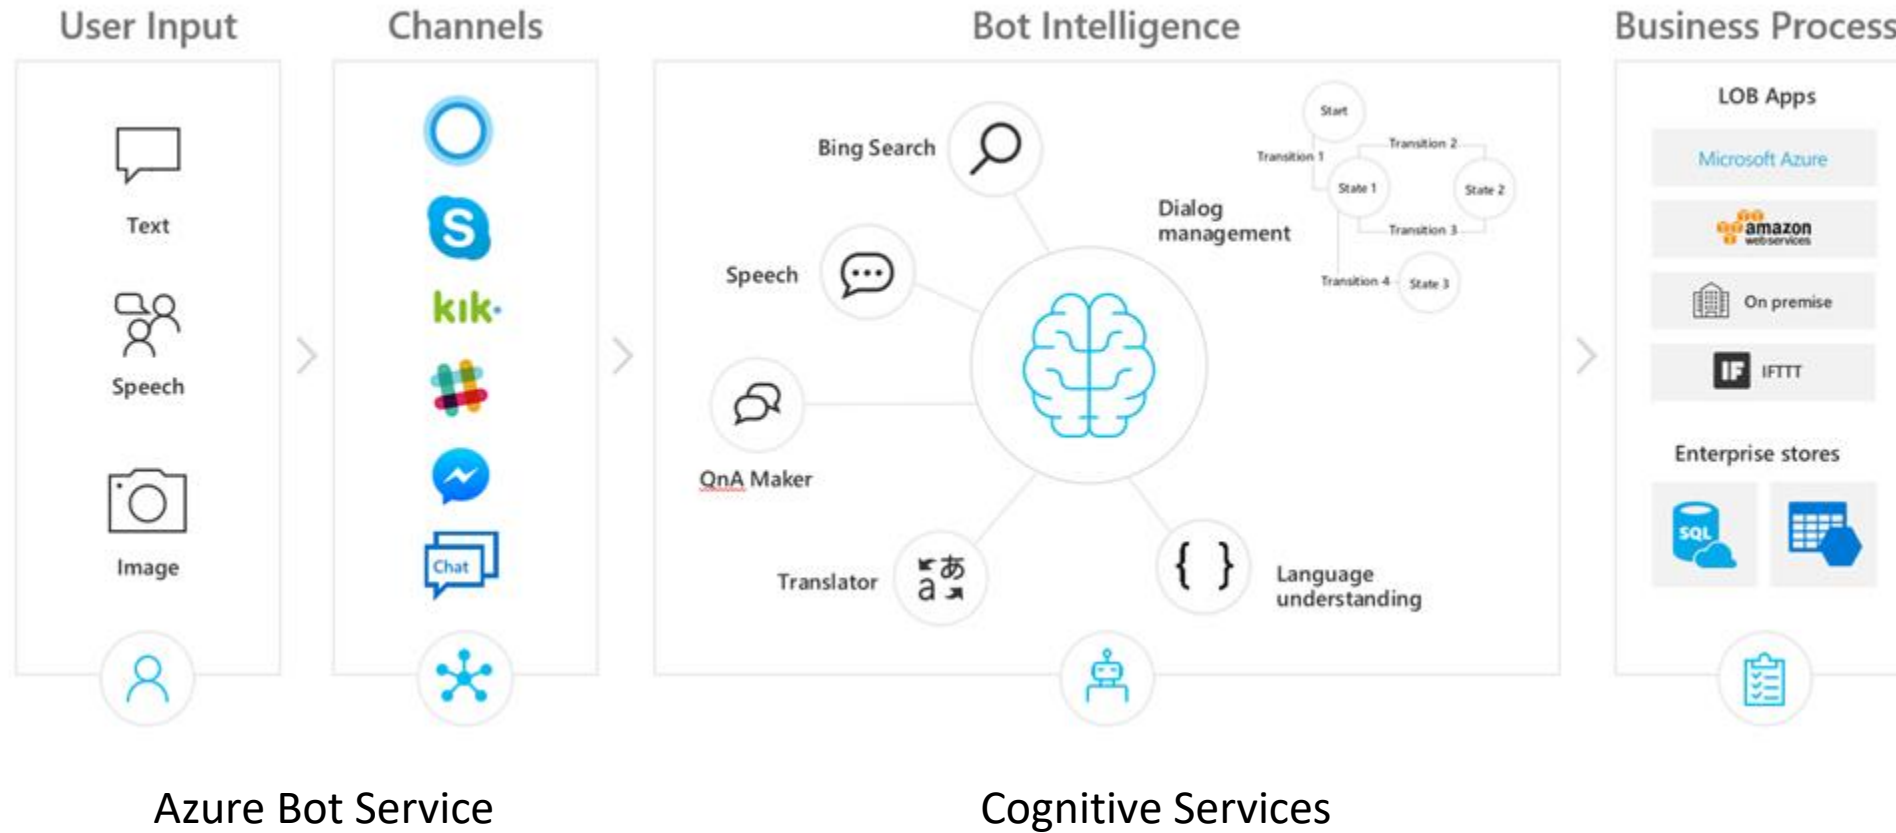 User Input
Channels
Bot Intelligence
Business Process
Text
Speech
Image
S
kik
Chat
Bing Search
Speech
QnA Maker
Translator
あ
a
{ }
Language
understanding
Dialog
management
Start
Transition 1
Transition 2
State 1
State 2
Transition 3
Transition 4
State 3
LOB Apps
Microsoft Azure
amazon
webservices
On premise
IF IFTTT
Enterprise stores
SQL
Azure Bot Service
Cognitive Services